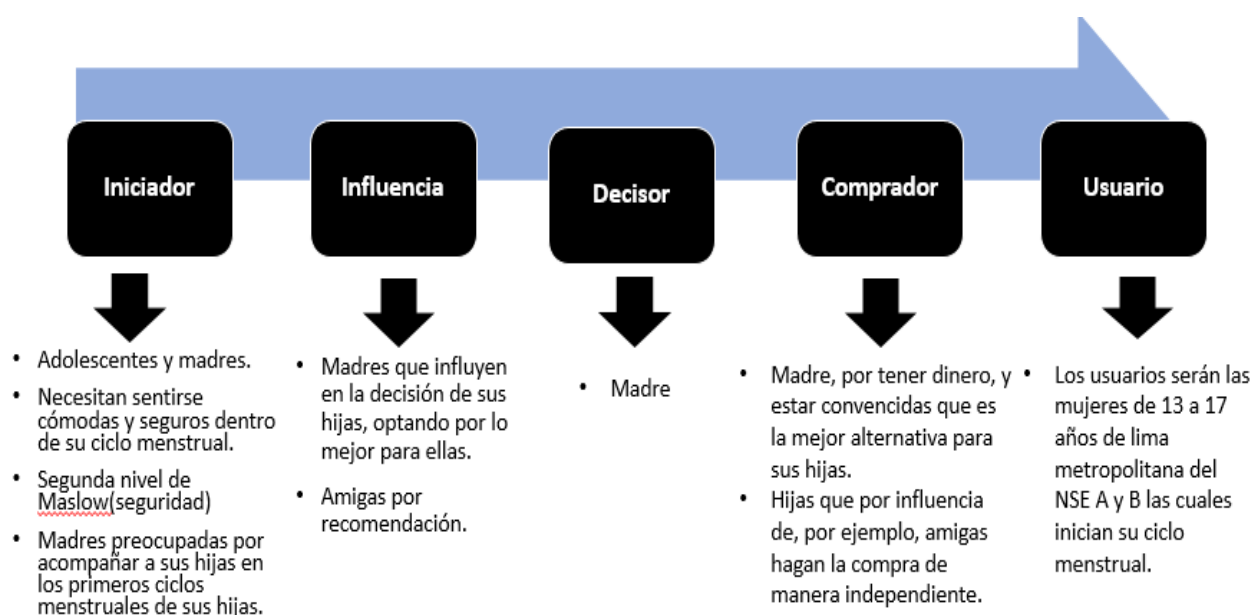 Iniciador
Influencia
Decisor
Comprador
Usuario
• Adolescentes y madres.
• Necesitan sentirse
cómodas y seguros dentro
de su ciclo menstrual.
• Segunda nivel de
Maslow(seguridad)
• Madres preocupadas por
acompañar a sus hijas en
los primeros ciclos
menstruales de sus hijas.
• Madres que influyen
en la decisión de sus
hijas, optando por lo
mejor para ellas.
• Amigas por
recomendación.
• Madre
• Madre, por tener dinero, y
estar convencidas que es
la mejor alternativa para
sus hijas.
• Hijas que por influencia
de, por ejemplo, amigas
hagan la compra de
manera independiente.
• Los usuarios serán las
mujeres de 13 a 17
años de lima
metropolitana del
NSE A y B las cuales
inician su ciclo
menstrual.